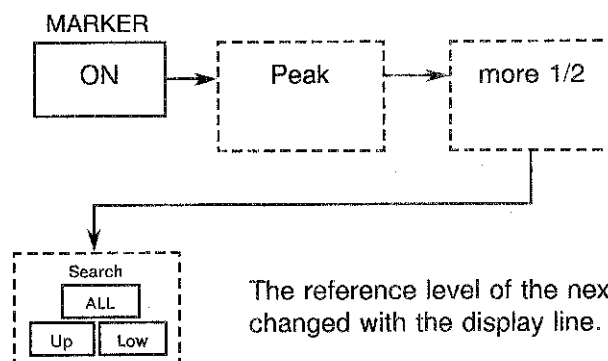 MARKER
ON
Peak
more 1/2
Search
ALL
Up
Low
The reference level of the
changed with the display line.